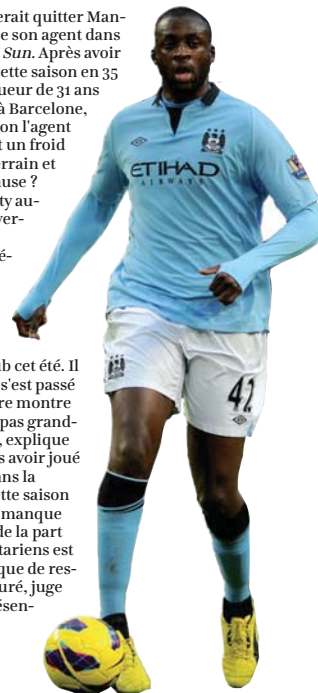 erait quitter Man-
e son agent dans
Sun. Après avoir
ette saison en 35
ueur de 31 ans
à Barcelone,
on l'agent
t un froid
errain et
ause ?
ty au-
ver-
é-
ub cet été. Il
s'est passé
re montre
pas grand-
, explique
s avoir joué
ans la
tte saison
manque
de la part
tariens est
que de res-
uré, juge
ésen-
ETIHAD
AIRWAYS
42